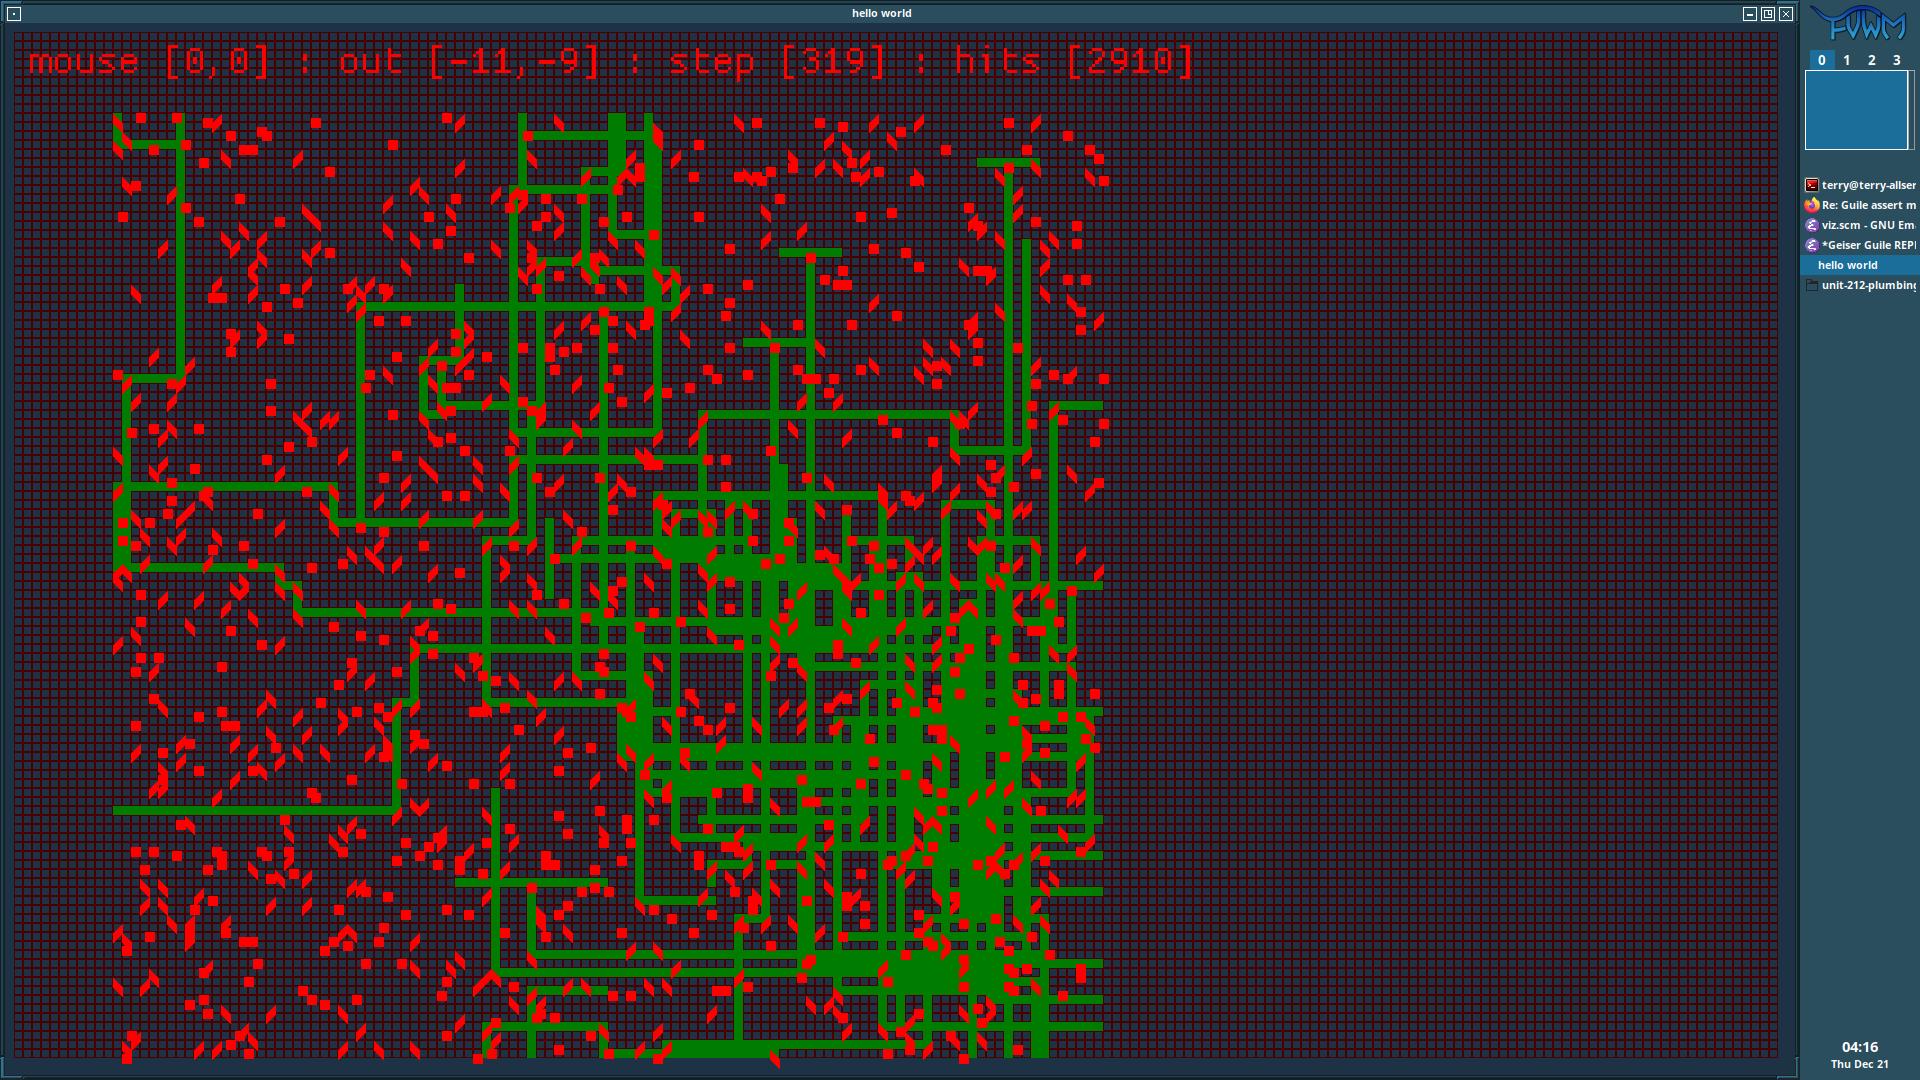 hello world
mouse [0,0] : out [-11,-9] : step [319] : hits [2910]
FVWM
0 1 2 3
terry@terry-allser
Re: Guile assert m
viz.scm - GNU Em
*Geiser Guile REPL
hello world
unit-212-plumbing
04:16
Thu Dec 21